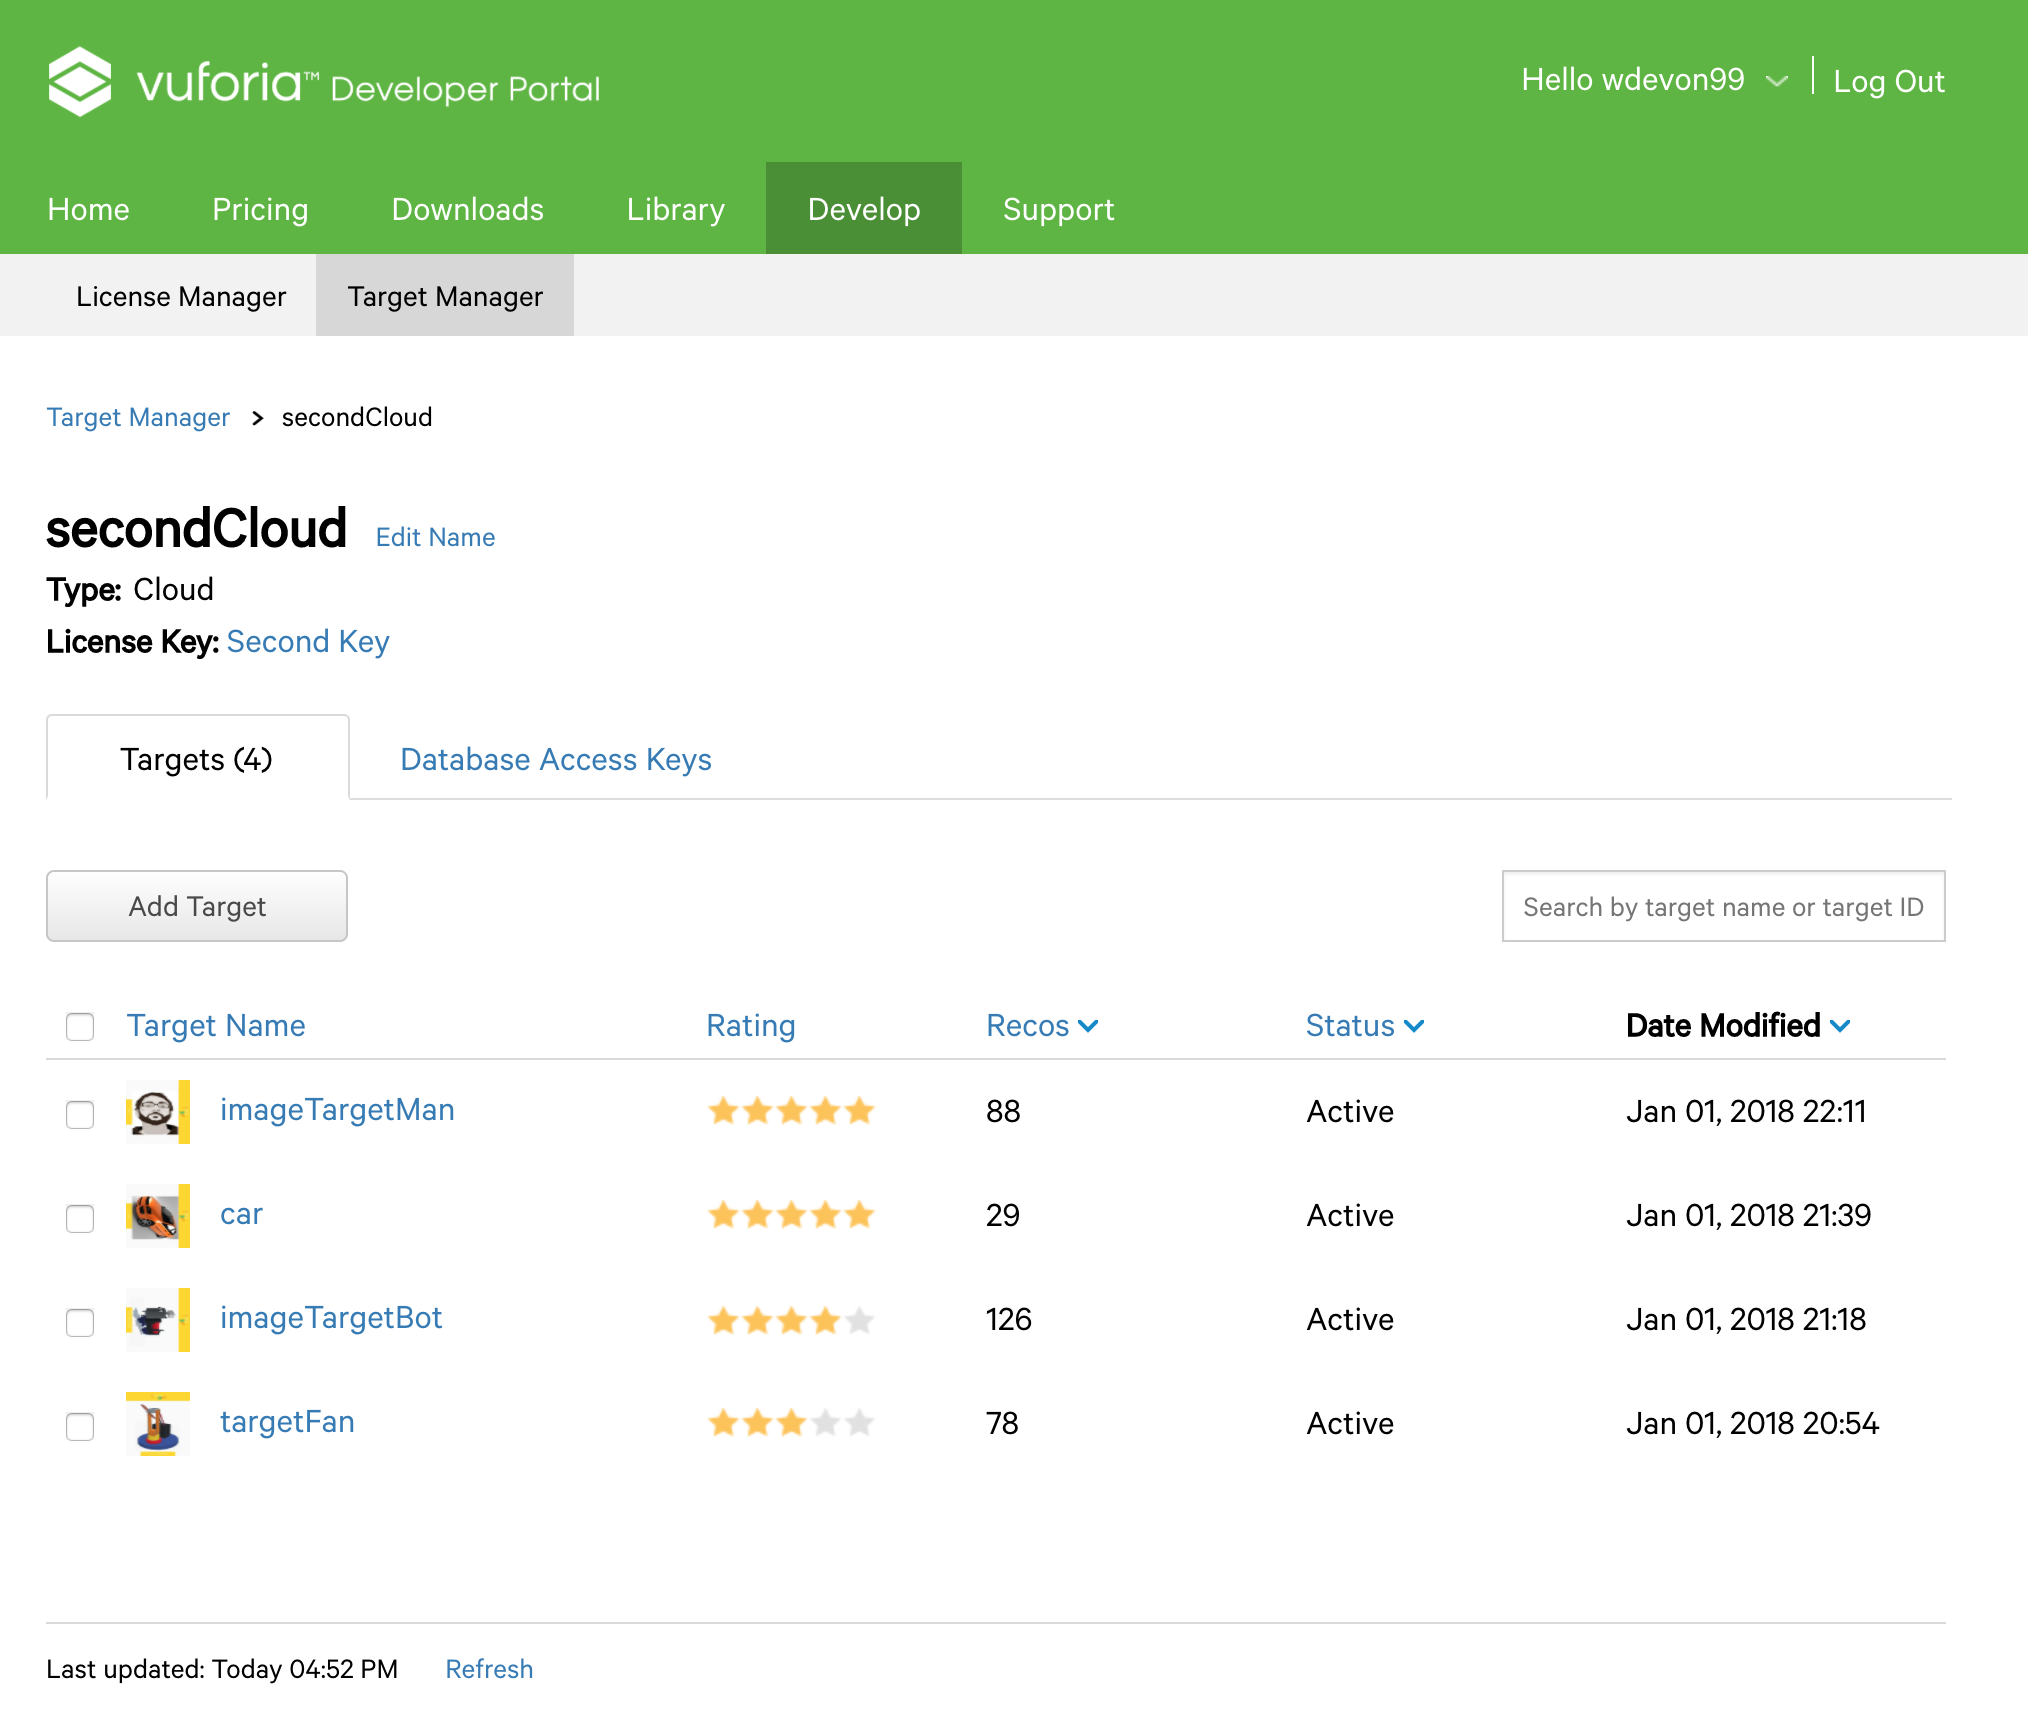 vuforia™ Developer Portal
Hello wdevon99
Log Out
Home Pricing Downloads Library Develop Support
License Manager Target Manager
Target Manager > secondCloud
secondCloud Edit Name
Type: Cloud
License Key: Second Key
Targets (4) Database Access Keys
Add Target
Search by target name or target ID
Target Name Rating Recos Status Date Modified
imageTargetMan 88 Active Jan 01, 2018 22:11
car 29 Active Jan 01, 2018 21:39
imageTargetBot 126 Active Jan 01, 2018 21:18
targetFan 78 Active Jan 01, 2018 20:54
Last updated: Today 04:52 PM Refresh